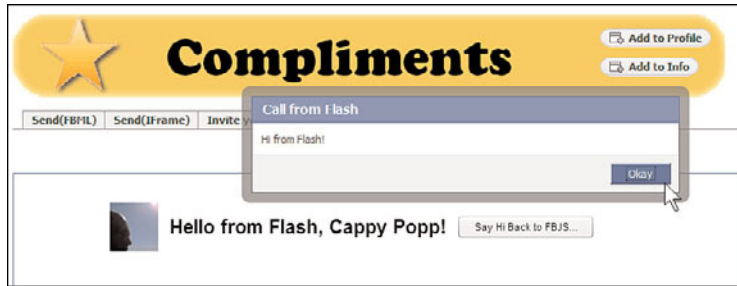 Compliments
Add to Profile
Add to Info
Send(FBML) Send(IFrame) Invite
Call from Flash
Hi from Flash!
Okay
Hello from Flash, Cappy Popp!
Say Hi Back to FBJS...